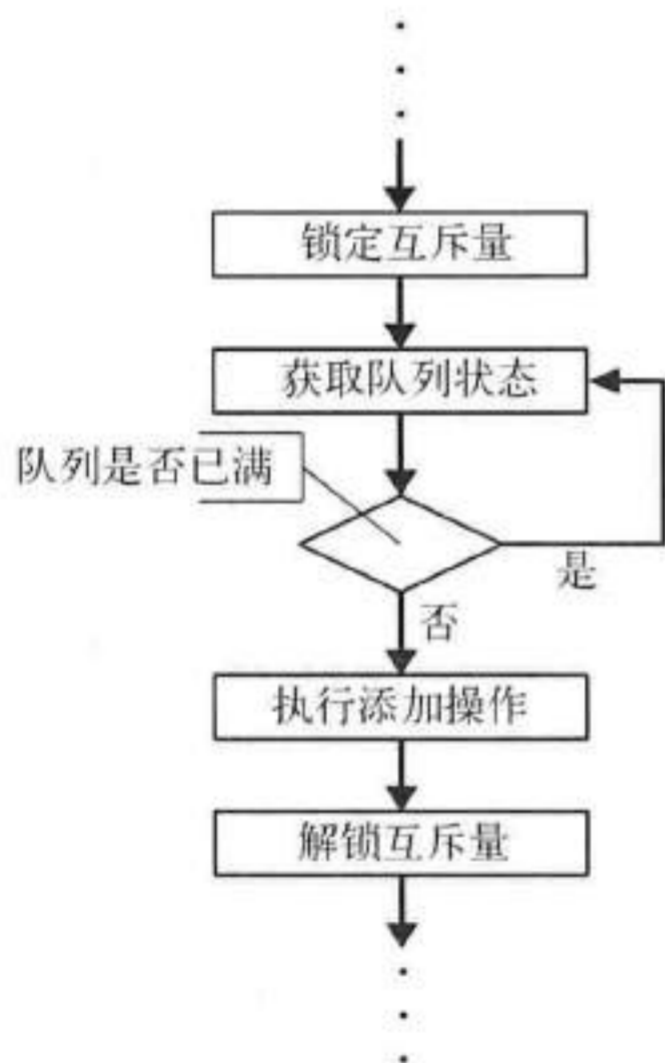 锁定互斥量
获取队列状态
队列是否已满
是
否
执行添加操作
解锁互斥量